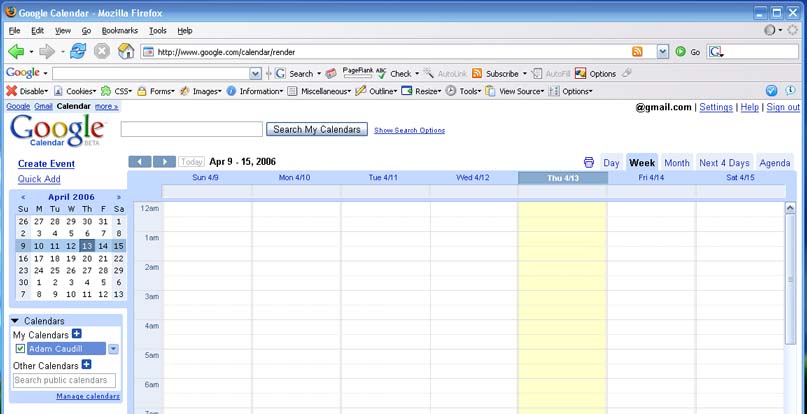 Google Calendar - Mozilla Firefox
File Edit View Go Bookmarks Tools Help
http://www.google.com/calendar/render Go G
Google G Search PageRank ABC Check AutoLink Subscribe AutoFill Options
Disable Cookies CSS Forms Images Information Miscellaneous Outline Resize Tools View Source Options
Google Gmail Calendar more » @gmail.com | Settings | Help | Sign out
Google Calendar BETA Search My Calendars Show Search Options
Create Event Today Apr 9 - 15, 2006 Day Week Month Next 4 Days Agenda
Quick Add
Sun 4/9 Mon 4/10 Tue 4/11 Wed 4/12 Thu 4/13 Fri 4/14 Sat 4/15
« April 2006 »
Su M Tu W Th F Sa
26 27 28 29 30 31 1
2 3 4 5 6 7 8
9 10 11 12 13 14 15
16 17 18 19 20 21 22
23 24 25 26 27 28 29
30 1 2 3 4 5 6
7 8 9 10 11 12 13
12am
1am
2am
3am
4am
5am
6am
7am
Calendars
My Calendars +
Adam Caudill
Other Calendars +
Search public calendars
Manage calendars